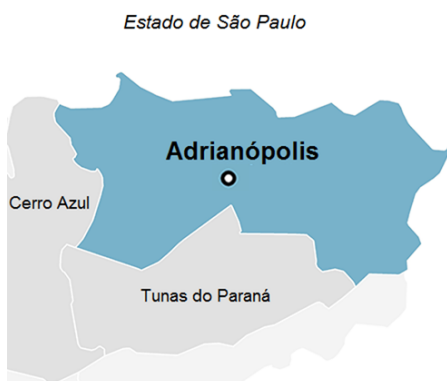 Estado de São Paulo
Adrianópolis
Cerro Azul
Tunas do Paraná